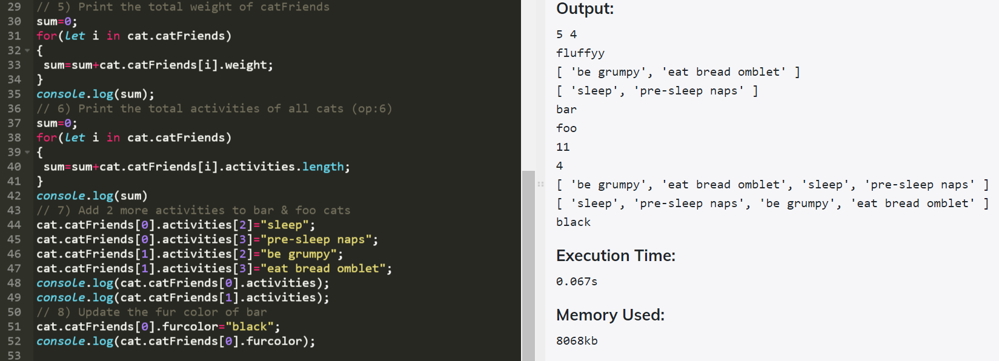 29 // 5) Print the total weight of catFriends
30 sum=0;
31 for(let i in cat.catFriends)
32 {
33 sum=sum+cat.catFriends[i].weight;
34 }
35 console.log(sum);
36 // 6) Print the total activities of all cats (op:6)
37 sum=0;
38 for(let i in cat.catFriends)
39 {
40 sum=sum+cat.catFriends[i].activities.length;
41 }
42 console.log(sum)
43 // 7) Add 2 more activities to bar & foo cats
44 cat.catFriends[0].activities[2]="sleep";
45 cat.catFriends[0].activities[3]="pre-sleep naps";
46 cat.catFriends[1].activities[2]="be grumpy";
47 cat.catFriends[1].activities[3]="eat bread omblet";
48 console.log(cat.catFriends[0].activities);
49 console.log(cat.catFriends[1].activities);
50 // 8) Update the fur color of bar
51 cat.catFriends[0].furcolor="black";
52 console.log(cat.catFriends[0].furcolor);
53
Output:
5 4
fluffyy
[ 'be grumpy', 'eat bread omblet' ]
[ 'sleep', 'pre-sleep naps' ]
bar
foo
11
4
[ 'be grumpy', 'eat bread omblet', 'sleep', 'pre-sleep naps' ]
[ 'sleep', 'pre-sleep naps', 'be grumpy', 'eat bread omblet' ]
black
Execution Time:
0.067s
Memory Used:
8068kb